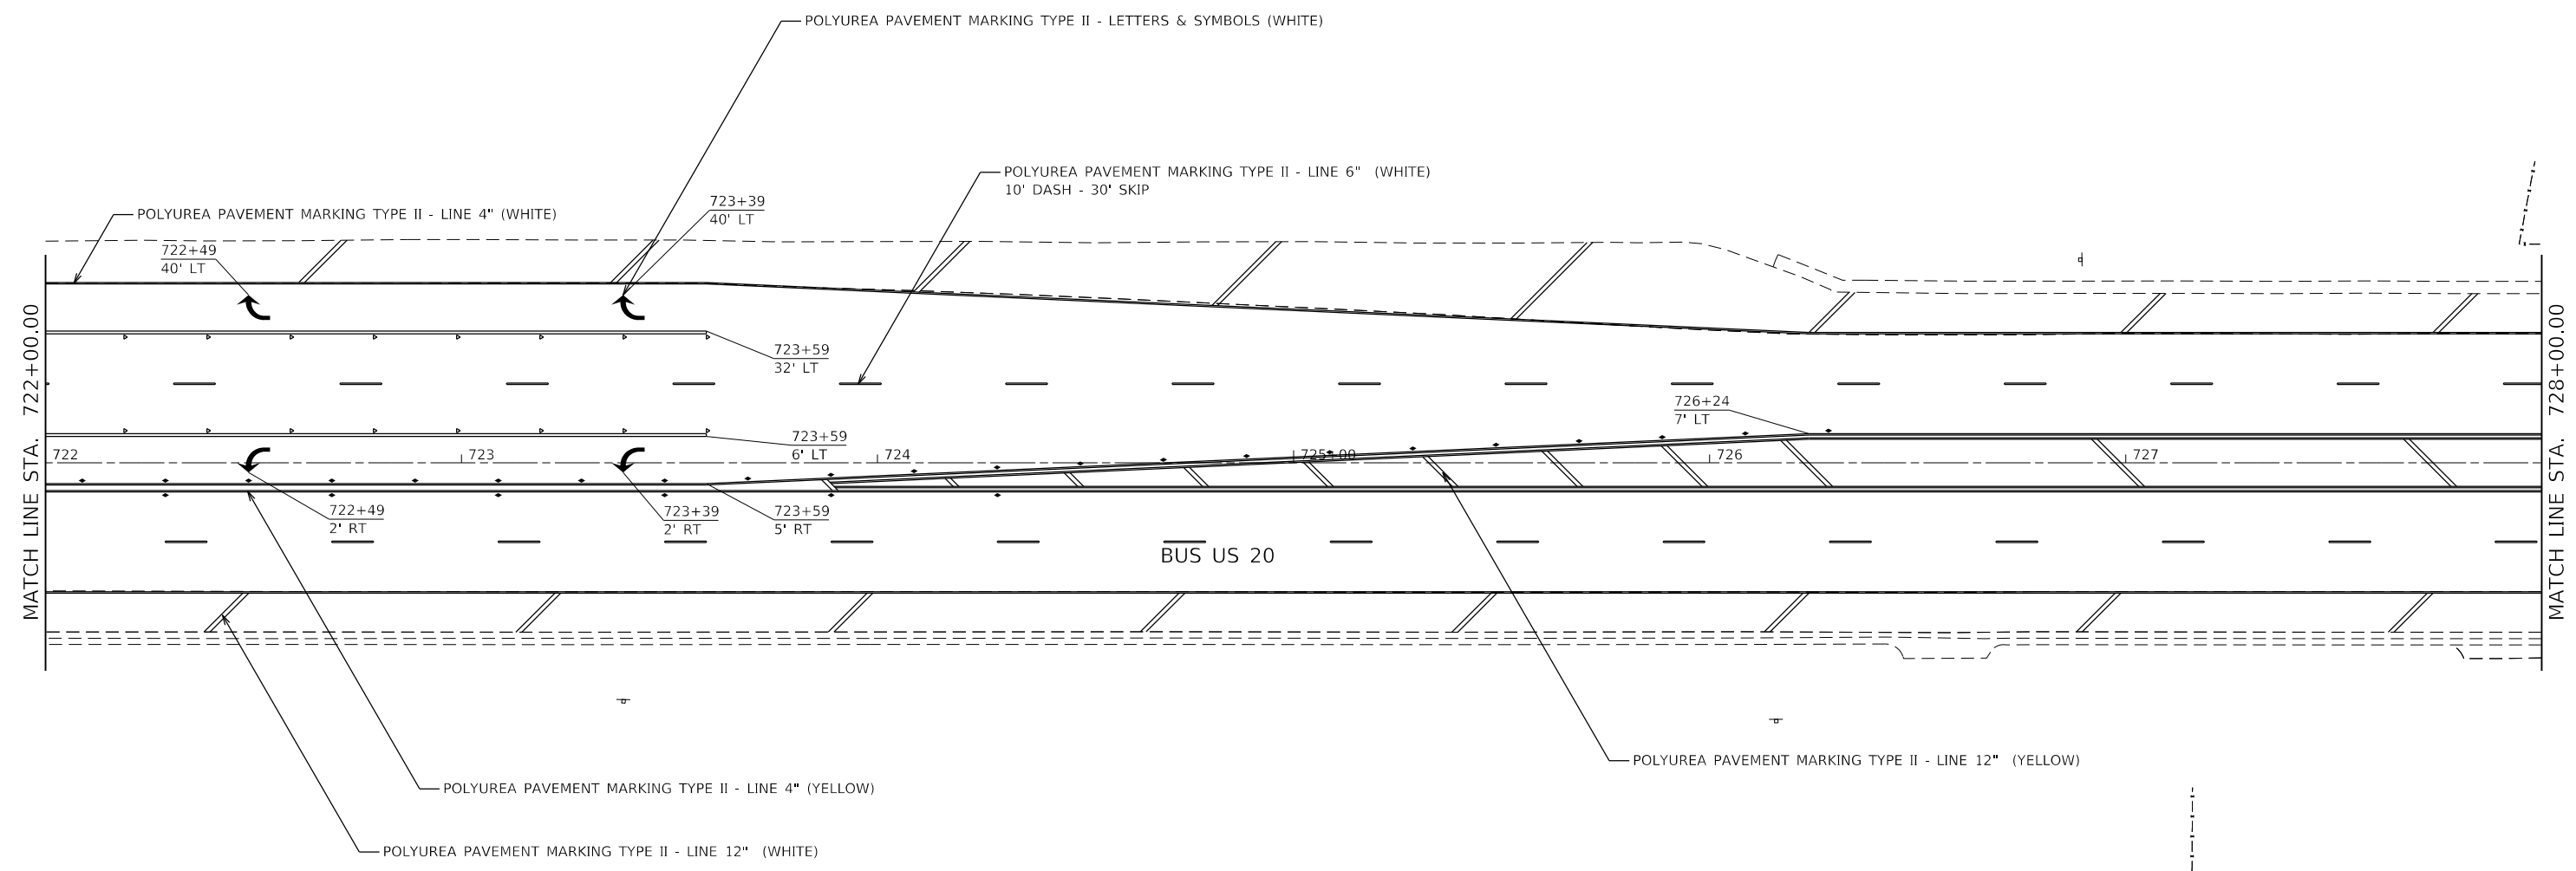 POLYUREA PAVEMENT MARKING TYPE II - LETTERS & SYMBOLS (WHITE)
POLYUREA PAVEMENT MARKING TYPE II - LINE 6" (WHITE)
10' DASH - 30' SKIP
POLYUREA PAVEMENT MARKING TYPE II - LINE 4" (WHITE)
723+39
40' LT
722+49
40' LT
MATCH LINE STA. 722+00.00
MATCH LINE STA. 728+00.00
723+59
32' LT
726+24
7' LT
723+59
6' LT
722
723
724
725+00
726
727
722+49
2' RT
723+39
2' RT
723+59
5' RT
BUS US 20
POLYUREA PAVEMENT MARKING TYPE II - LINE 12" (YELLOW)
POLYUREA PAVEMENT MARKING TYPE II - LINE 4" (YELLOW)
POLYUREA PAVEMENT MARKING TYPE II - LINE 12" (WHITE)